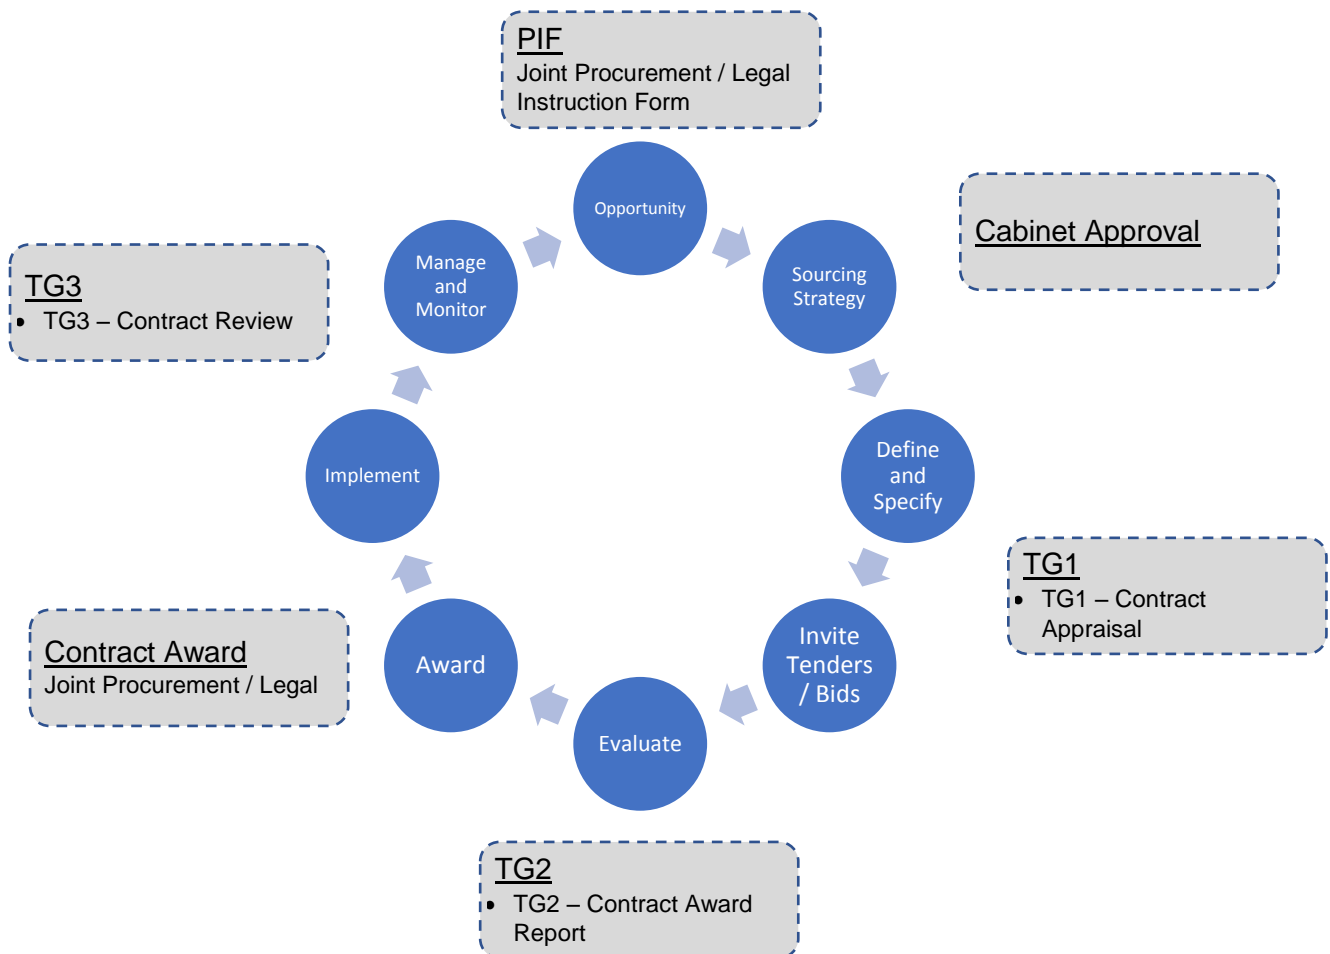 PIF
Joint Procurement / Legal
Instruction Form
Opportunity
Cabinet Approval
Sourcing
Strategy
Define
and
Specify
TG1
• TG1 – Contract
Appraisal
Invite
Tenders
/ Bids
Evaluate
TG2
• TG2 – Contract Award
Report
Award
Contract Award
Joint Procurement / Legal
Implement
TG3
• TG3 – Contract Review
Manage
and
Monitor